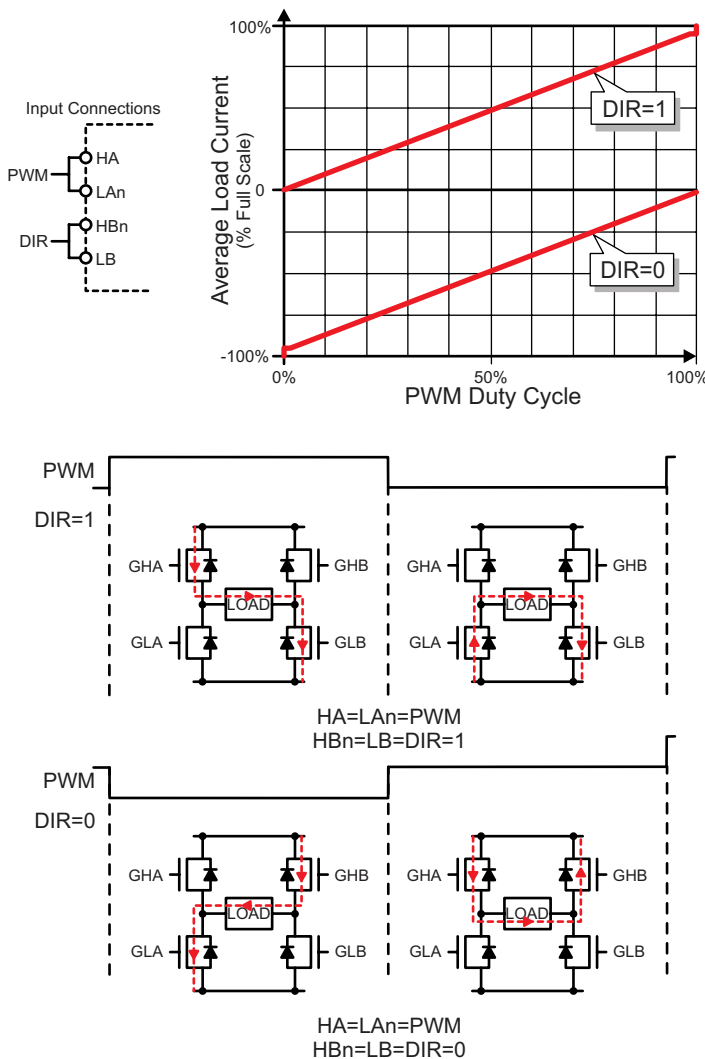 100%
Input Connections
HA
PWM
LAn
HBn
DIR
LB
Average Load Current
(% Full Scale)
DIR=1
0
DIR=0
-100%
0%
50%
100%
PWM Duty Cycle
PWM
DIR=1
GHA
GHB
LOAD
GLA
GLB
GHA
GHB
LOAD
GLA
GLB
HA=LAn=PWM
HBn=LB=DIR=1
PWM
DIR=0
GHA
GHB
LOAD
GLA
GLB
GHA
GHB
LOAD
GLA
GLB
HA=LAn=PWM
HBn=LB=DIR=0